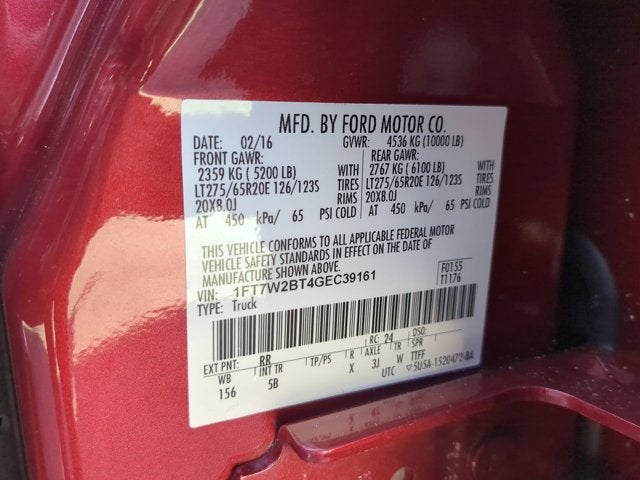 MFD. BY FORD MOTOR CO.
DATE: 02/16 GVWR: 4536 KG (10000 LB)
FRONT GAWR: REAR GAWR:
2359 KG ( 5200 LB) WITH 2767 KG ( 6100 LB) WITH
LT275/65R20E 126/123S TIRES LT275/65R20E 126/123S TIRES
20X8.0J RIMS 20X8.0J RIMS
AT 450 kPa/ 65 PSI COLD AT 450 kPa/ 65 PSI COLD
THIS VEHICLE CONFORMS TO ALL APPLICABLE FEDERAL MOTOR
VEHICLE SAFETY STANDARDS IN EFFECT ON THE DATE OF
MANUFACTURE SHOWN ABOVE.
VIN: 1FT7W2BT4GEC39161 F0155
TYPE: Truck T1176
RC: 24 DSO:
EXT PNT: RR
WB INT TR TP/PS R AXLE TR SPR
156 5B X 3J W TTFF
UTC ▽5U5A-1520472-BA